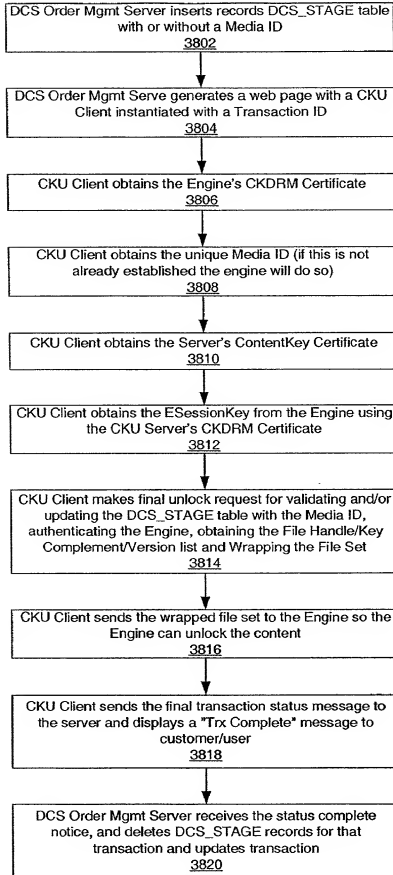 DCS Order Mgmt Server inserts records DCS_STAGE table
with or without a Media ID
3802
DCS Order Mgmt Serve generates a web page with a CKU
Client instantiated with a Transaction ID
3804
CKU Client obtains the Engine's CKDRM Certificate
3806
CKU Client obtains the unique Media ID (if this is not
already established the engine will do so)
3808
CKU Client obtains the Server's ContentKey Certificate
3810
CKU Client obtains the ESessionKey from the Engine using
the CKU Server's CKDRM Certificate
3812
CKU Client makes final unlock request for validating and/or
updating the DCS_STAGE table with the Media ID,
authenticating the Engine, obtaining the File Handle/Key
Complement/Version list and Wrapping the File Set
3814
CKU Client sends the wrapped file set to the Engine so the
Engine can unlock the content
3816
CKU Client sends the final transaction status message to
the server and displays a "Trx Complete" message to
customer/user
3818
DCS Order Mgmt Server receives the status complete
notice, and deletes DCS_STAGE records for that
transaction and updates transaction
3820